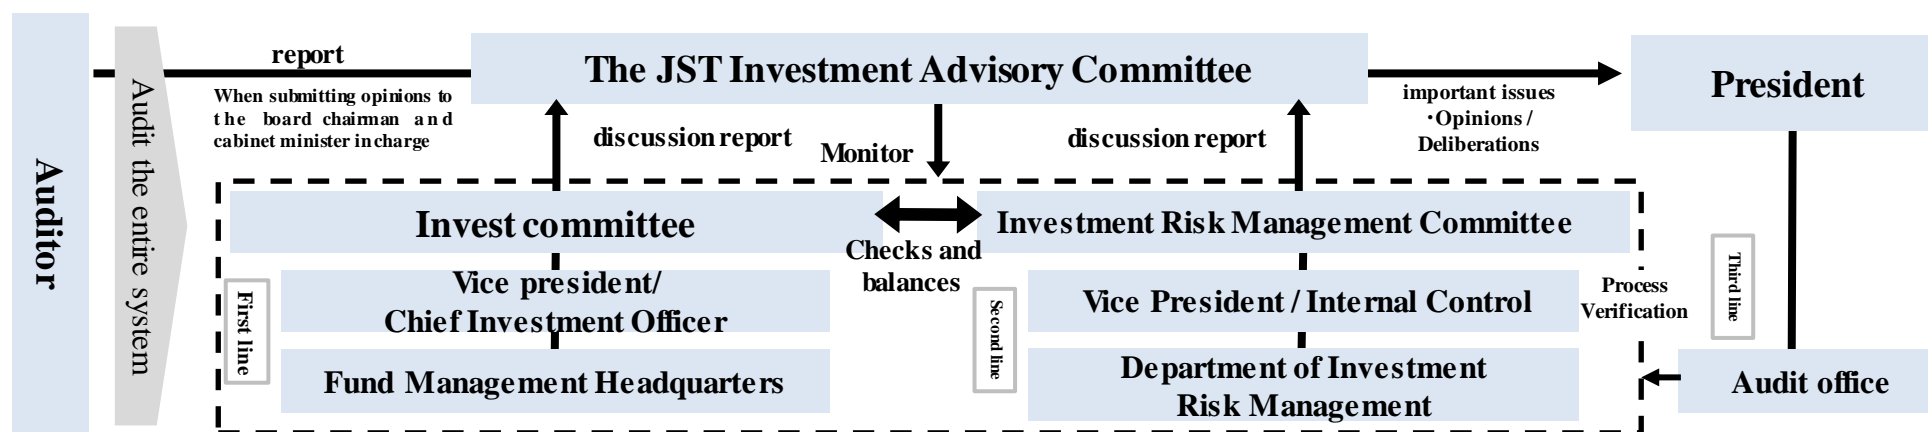 Auditor
Audit the entire system
report
When submitting opinions to
the board chairman and
cabinet minister in charge
The JST Investment Advisory Committee
important issues
・Opinions /
Deliberations
President
discussion report
Monitor
discussion report
Invest committee
Checks and
balances
Investment Risk Management Committee
First line
Vice president/
Chief Investment Officer
Fund Management Headquarters
Second line
Vice President / Internal Control
Department of Investment
Risk Management
Process
Verification
Third line
Audit office